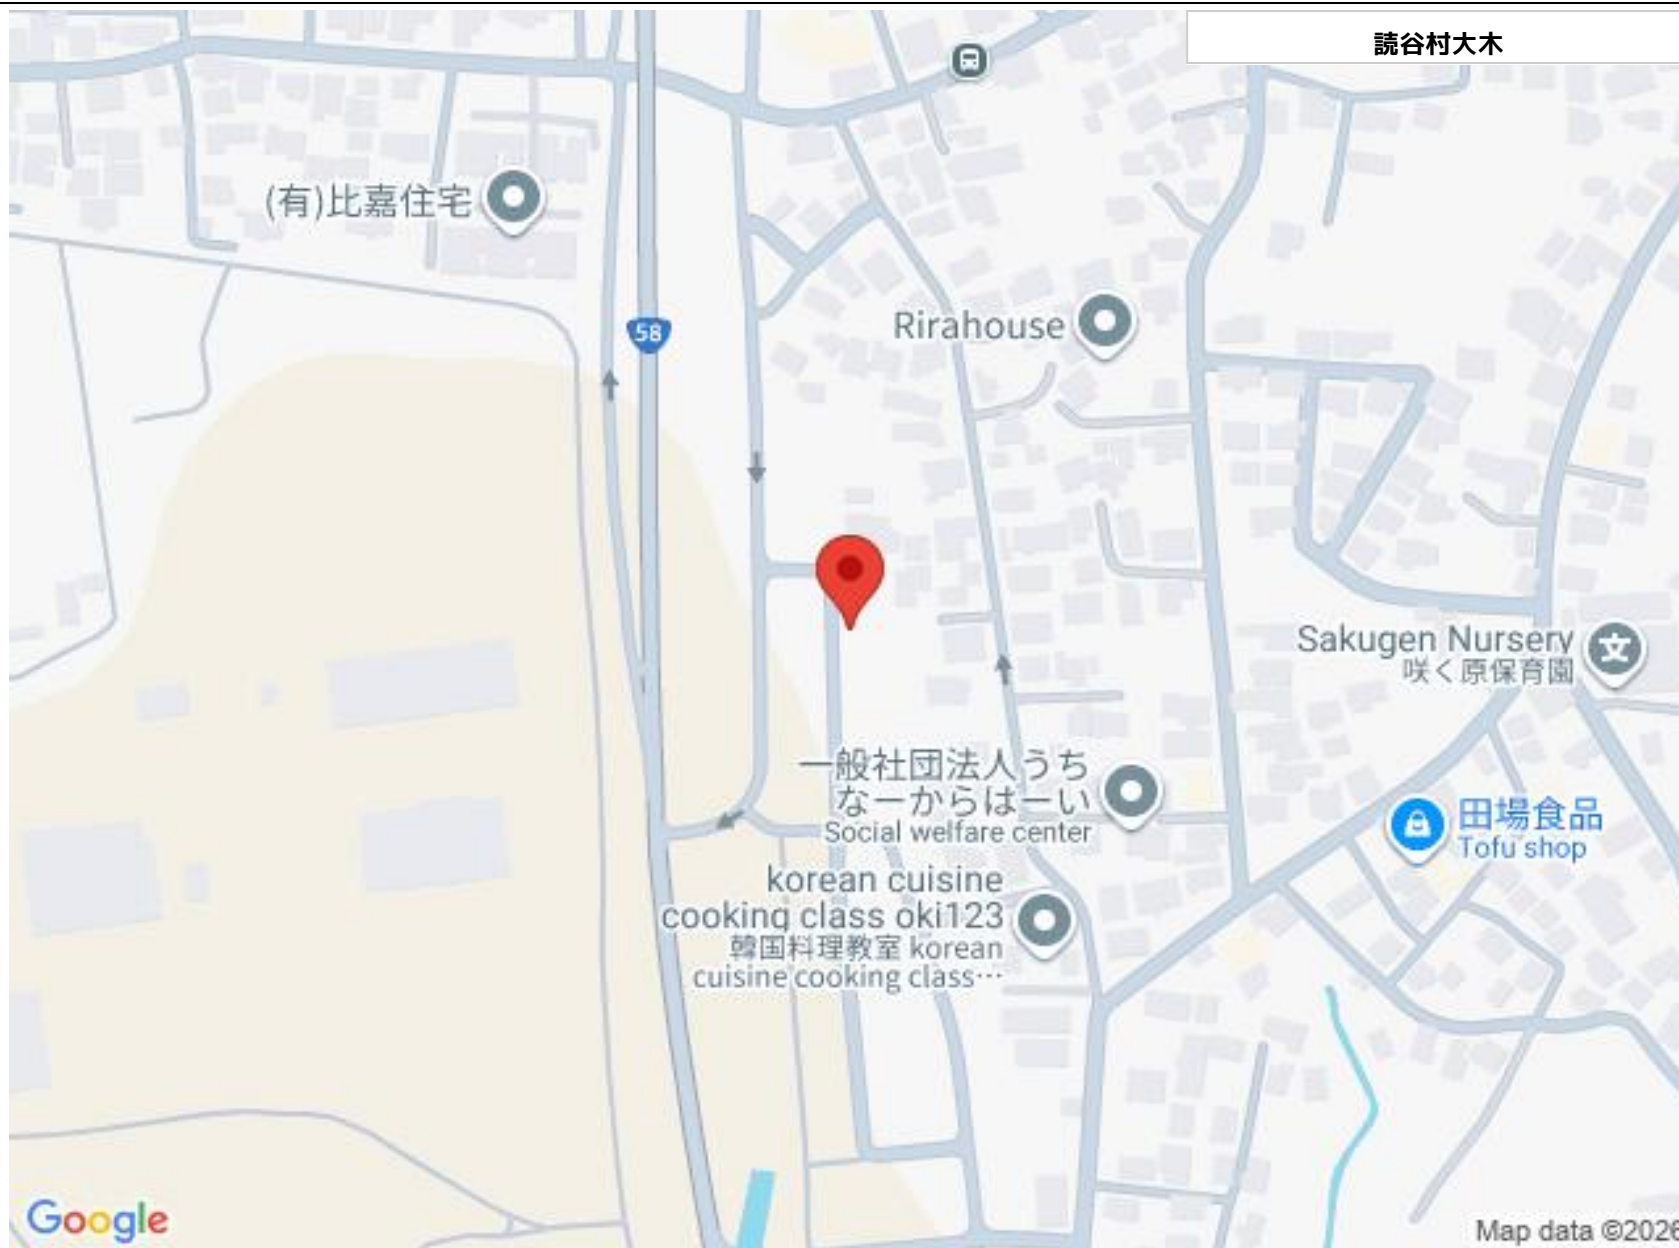 読谷村大木
(有)比嘉住宅
58
Rirahouse
Sakugen Nursery
咲く原保育園
一般社団法人うち
なーからはーい
Social welfare center
田場食品
Tofu shop
korean cuisine
cooking class oki123
韓国料理教室 korean
cuisine cooking class…
文
Google
Map data ©2026